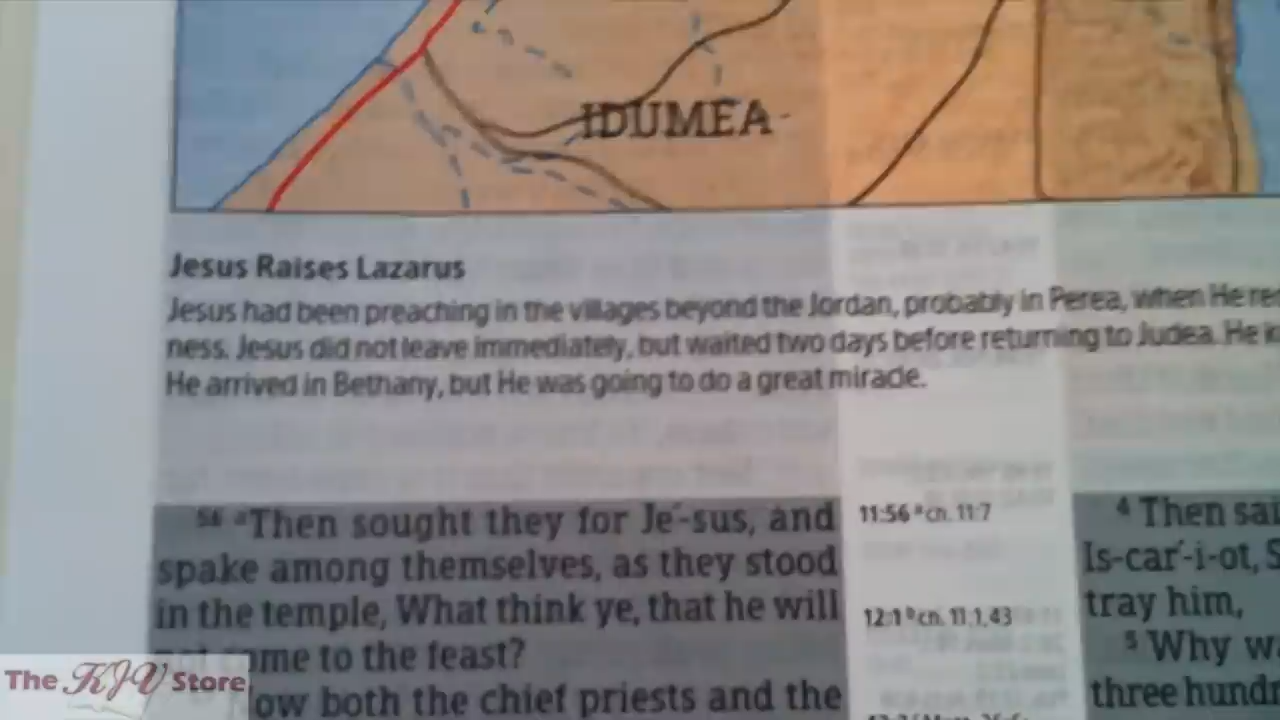 IDUMEA
Jesus Raises Lazarus
Jesus had been preaching in the villages beyond the Jordan, probably in Perea, when He re
ness. Jesus did not leave immediately, but waited two days before returning to Judea. He
He arrived in Bethany, but He was going to do a great miracle.
56 a Then sought they for Je´-sus, and
spake among themselves, as they stood
in the temple, What think ye, that he will
not come to the feast?
ow both the chief priests and the
11:56 a ch. 11:7
12:1 b ch. 11:1,43
4 Then sai
Is-car´-i-ot, S
tray him,
5 Why wa
three hundr
The KJV Store